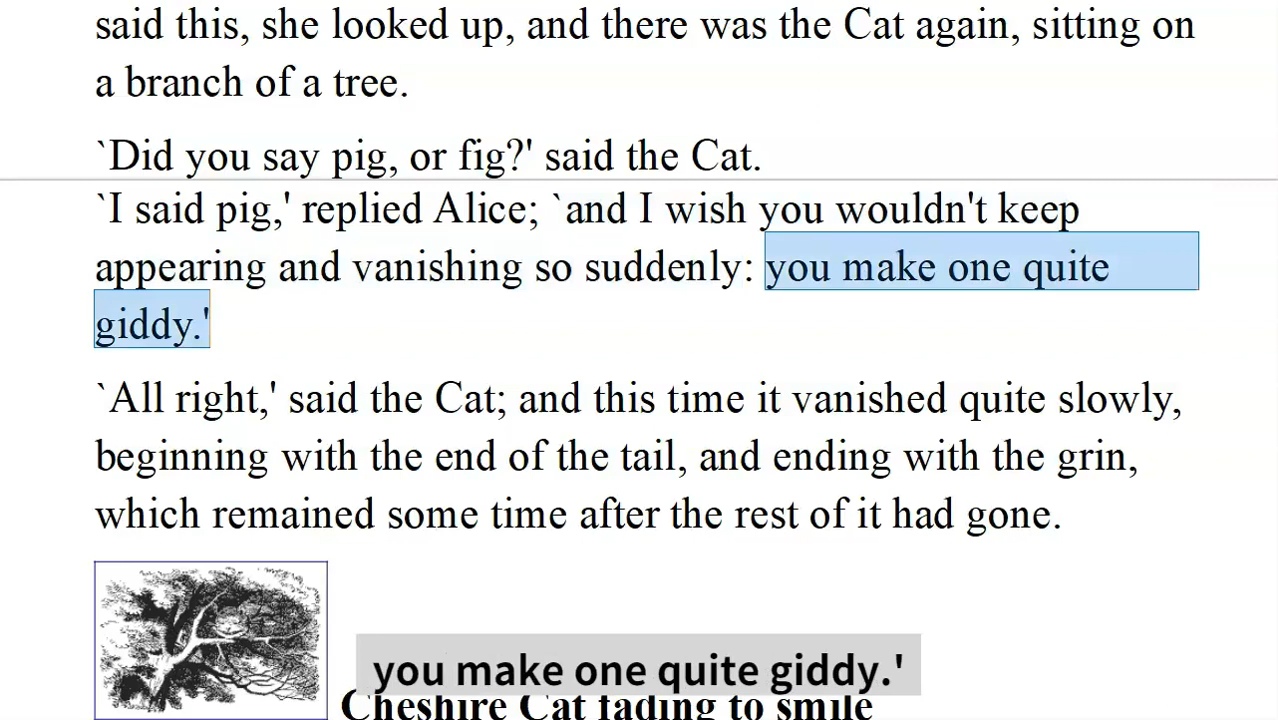 said this, she looked up, and there was the Cat again, sitting on
a branch of a tree.
`Did you say pig, or fig?' said the Cat.
`I said pig,' replied Alice; `and I wish you wouldn't keep
appearing and vanishing so suddenly: you make one quite
giddy.'
`All right,' said the Cat; and this time it vanished quite slowly,
beginning with the end of the tail, and ending with the grin,
which remained some time after the rest of it had gone.
you make one quite giddy.'
Cheshire Cat fading to smile